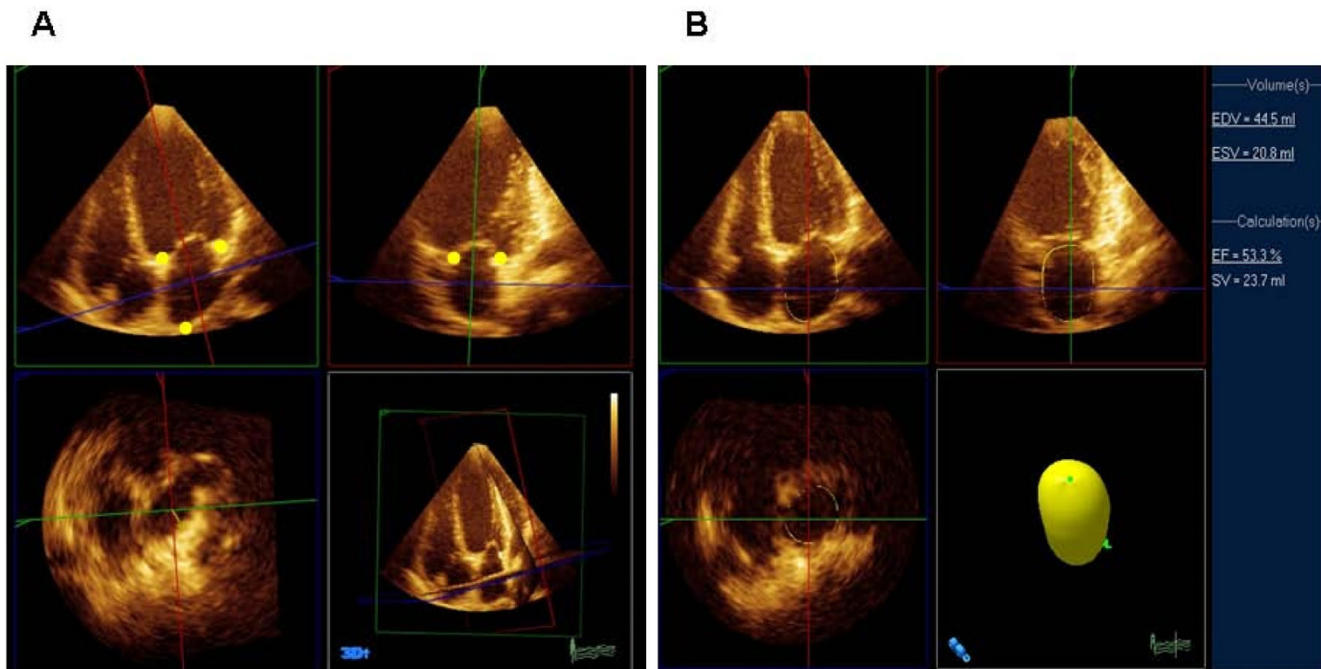 A
B
Volume(s)
EDV = 44.5 ml
ESV = 20.8 ml
Calculation(s)
EF = 53.3 %
SV = 23.7 ml
3D↑